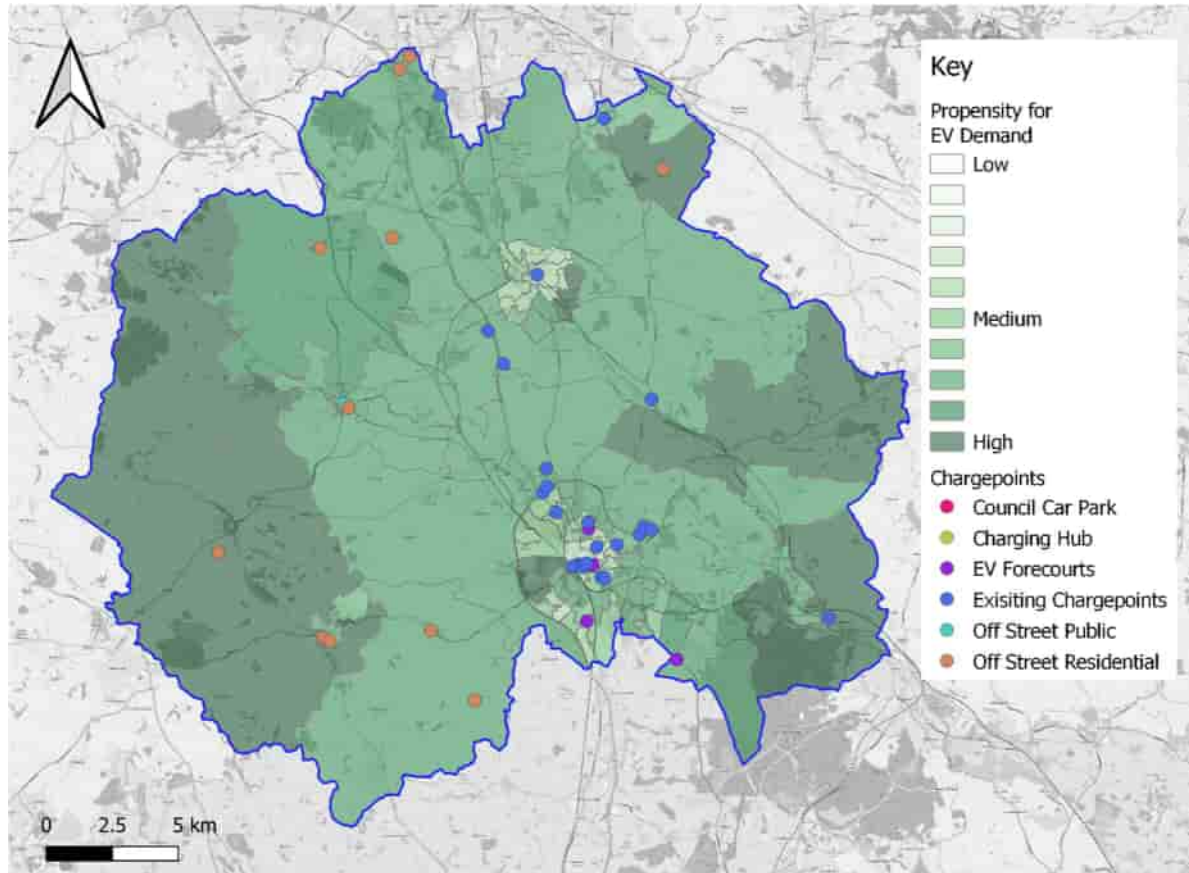 Key
Propensity for
EV Demand
Low
Medium
High
Chargepoints
Council Car Park
Charging Hub
EV Forecourts
Exisiting Chargepoints
Off Street Public
Off Street Residential
0 2.5 5 km